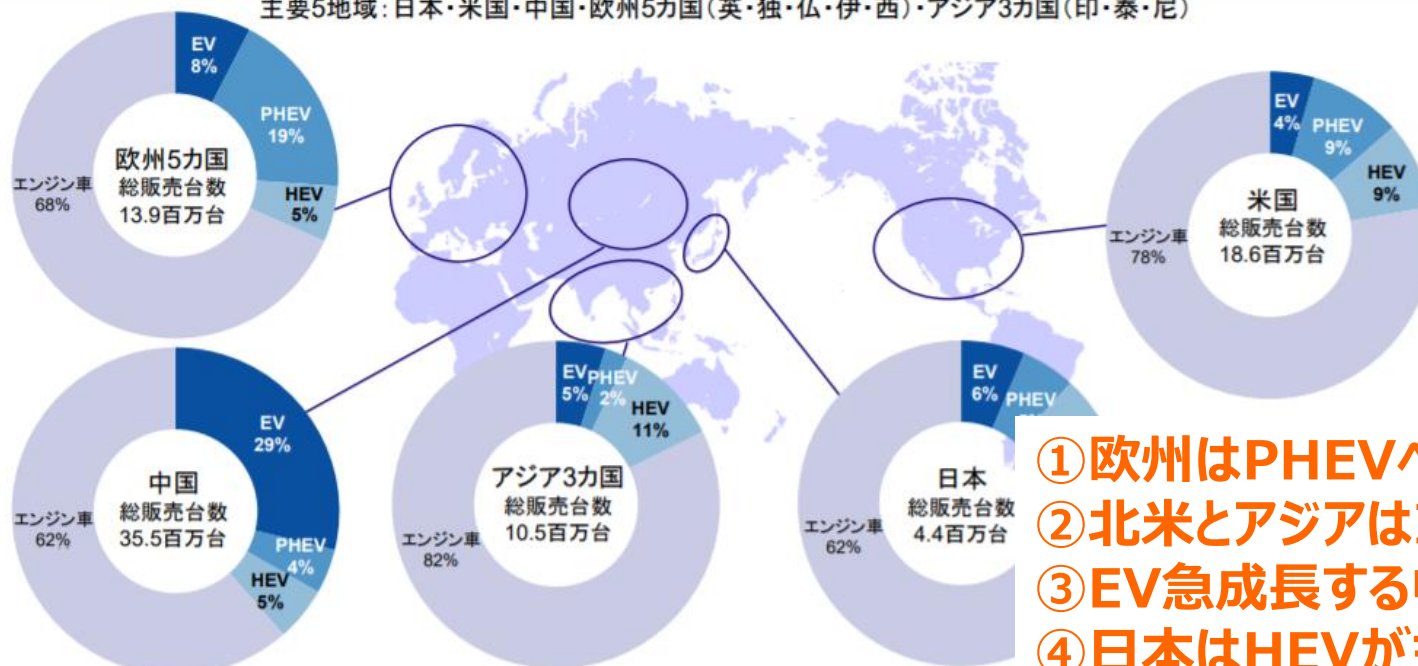 主要5地域：日本・米国・中国・欧州5カ国（英・独・仏・伊・西）・アジア3カ国（印・泰・尼）
EV
8%
PHEV
19%
HEV
5%
エンジン車
68%
欧州5カ国
総販売台数
13.9百万台
EV
4%
PHEV
9%
HEV
9%
エンジン車
78%
米国
総販売台数
18.6百万台
EV
29%
PHEV
4%
HEV
5%
エンジン車
62%
中国
総販売台数
35.5百万台
EV
5%
PHEV
2%
HEV
11%
エンジン車
82%
アジア3カ国
総販売台数
10.5百万台
EV
6%
PHEV
エンジン車
62%
日本
総販売台数
4.4百万台
①欧州はPHEVへ
②北米とアジアは
③EV急成長する
④日本はHEVが